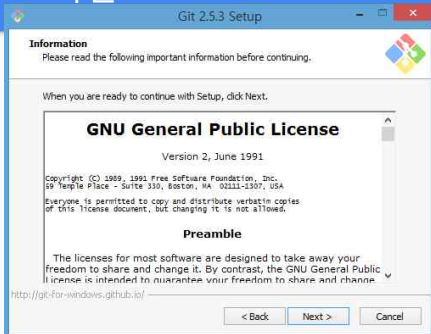 Git 2.5.3 Setup
Information
Please read the following important information before continuing.
When you are ready to continue with Setup, click Next.
GNU General Public License
Version 2, June 1991
Copyright (C) 1989, 1991 Free Software Foundation, Inc.
59 Temple Place - Suite 330, Boston, MA  02111-1307, USA
Everyone is permitted to copy and distribute verbatim copies
of this license document, but changing it is not allowed.
Preamble
The licenses for most software are designed to take away your
freedom to share and change it. By contrast, the GNU General Public
License is intended to guarantee your freedom to share and change
http://git-for-windows.github.io/
< Back
Next >
Cancel